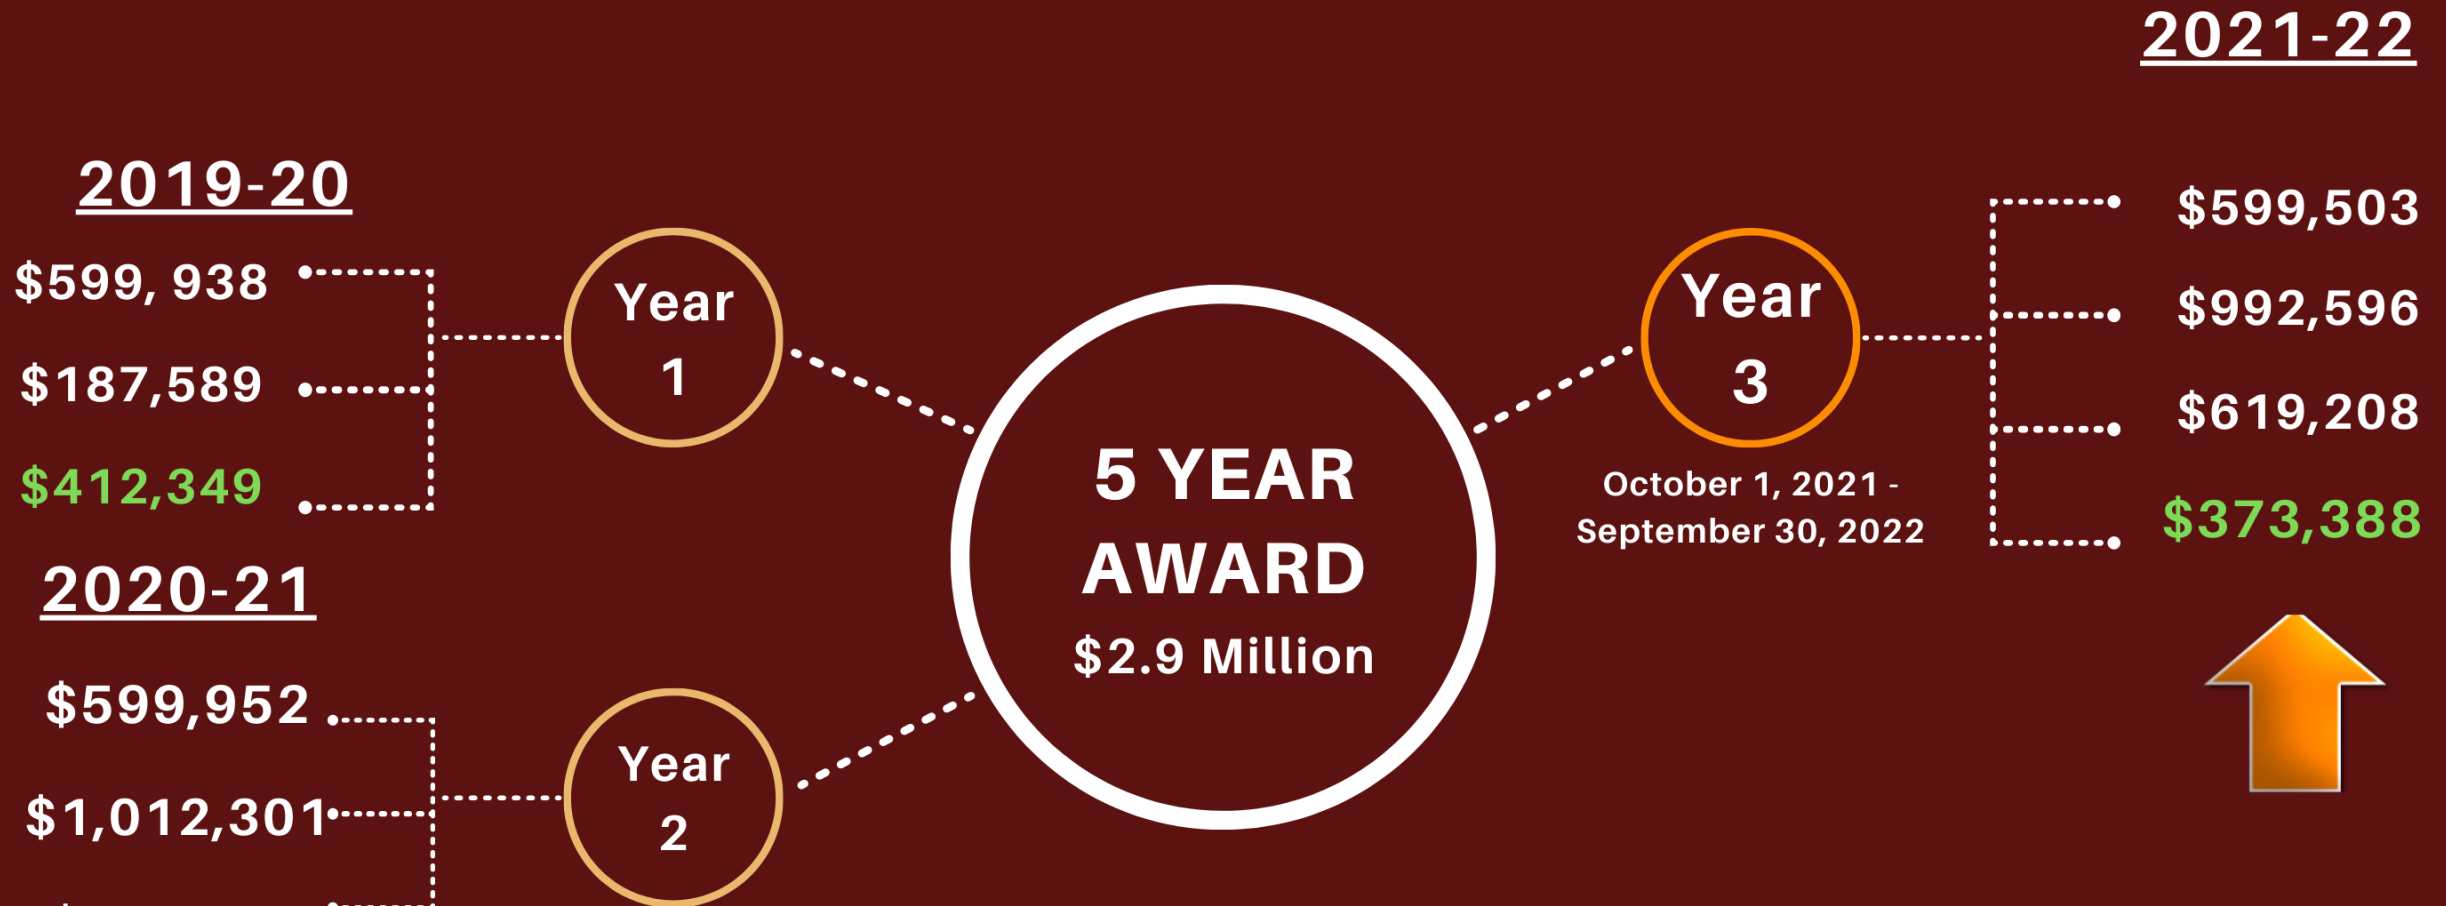 2019-20
$599, 938
$187,589
$412,349
Year
1
2020-21
$599,952
$1,012,301
Year
2
5 YEAR
AWARD
$2.9 Million
Year
3
October 1, 2021 -
September 30, 2022
2021-22
$599,503
$992,596
$619,208
$373,388